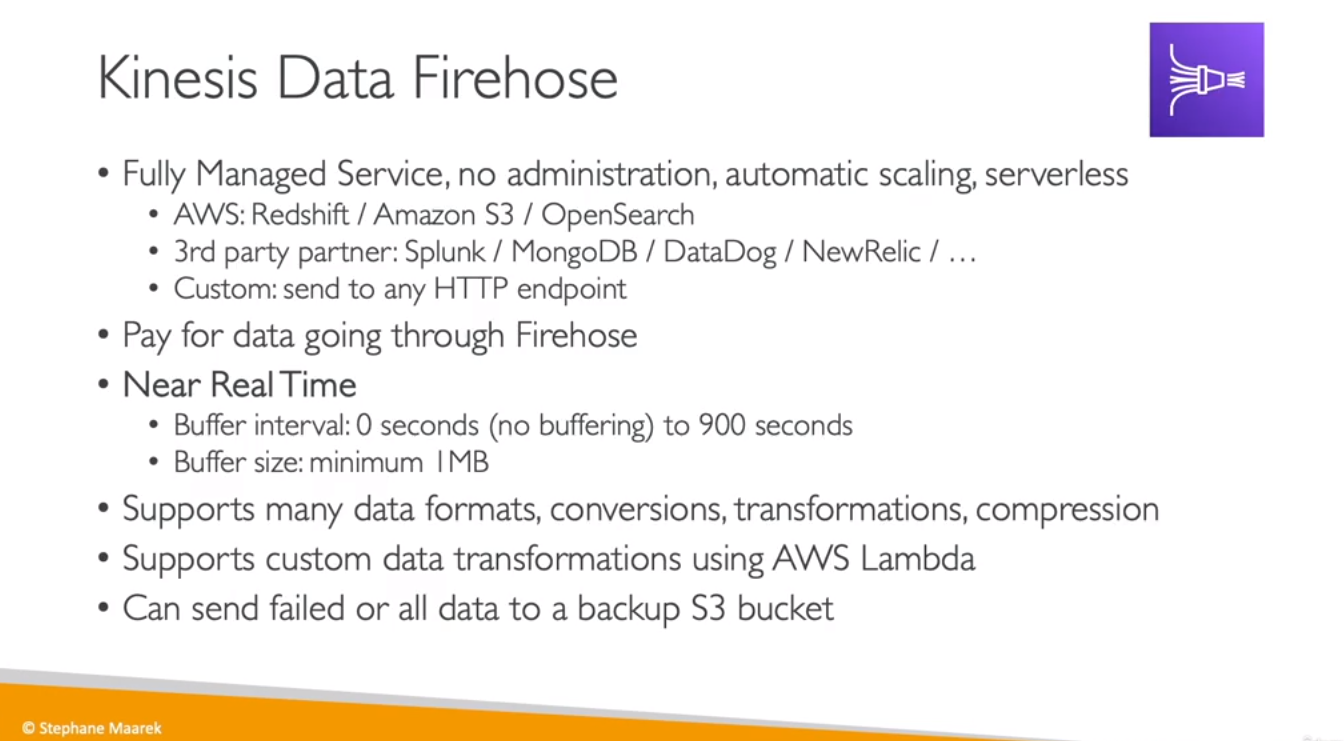 Kinesis Data Firehose
• Fully Managed Service, no administration, automatic scaling, serverless
• AWS: Redshift / Amazon S3 / OpenSearch
• 3rd party partner: Splunk / MongoDB / DataDog / NewRelic / …
• Custom: send to any HTTP endpoint
• Pay for data going through Firehose
• Near Real Time
• Buffer interval: 0 seconds (no buffering) to 900 seconds
• Buffer size: minimum 1MB
• Supports many data formats, conversions, transformations, compression
• Supports custom data transformations using AWS Lambda
• Can send failed or all data to a backup S3 bucket
© Stephane Maarek